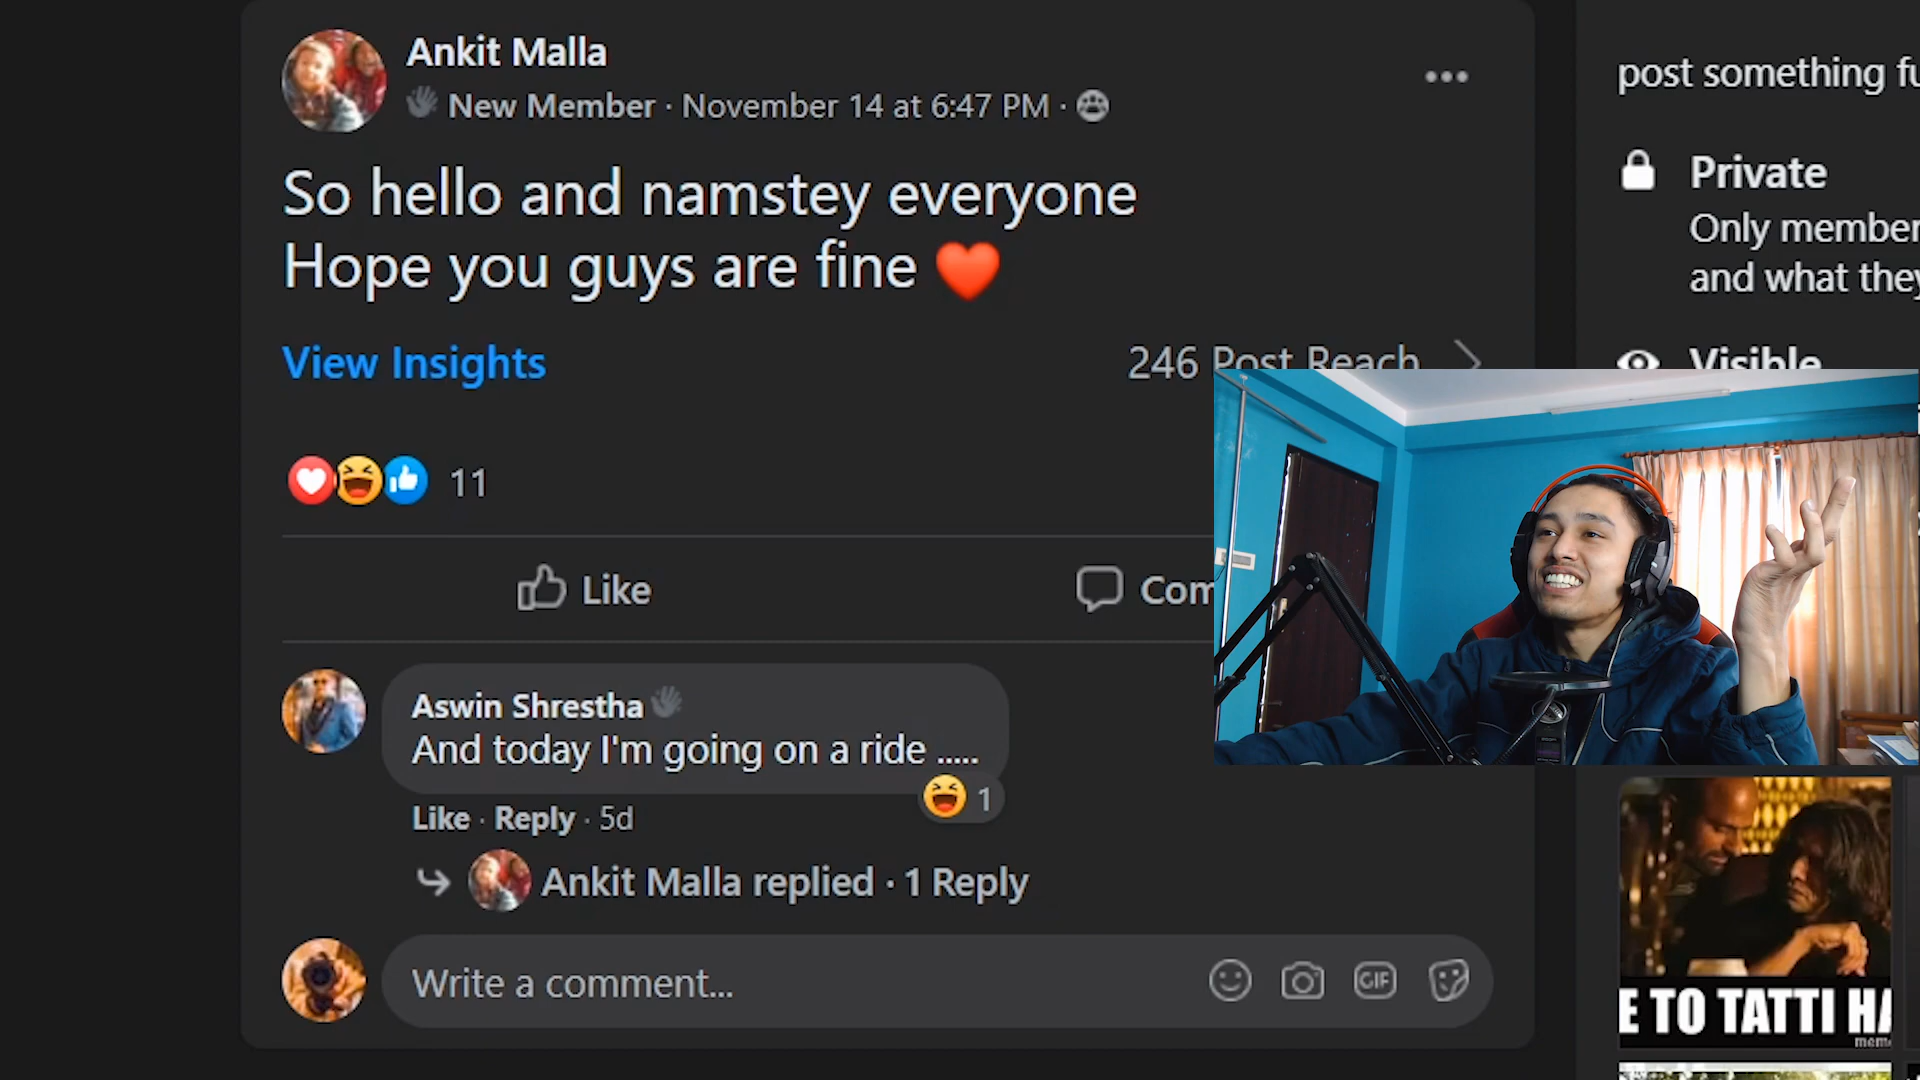 Ankit Malla
New Member · November 14 at 6:47 PM ·
So hello and namstey everyone
Hope you guys are fine ❤️
View Insights
246 Post Reach
11
Like
Com
Aswin Shrestha
And today I'm going on a ride .....
1
Like · Reply · 5d
Ankit Malla replied · 1 Reply
Write a comment...
GIF
post something fu
Private
Only member
and what they
Visible
E TO TATTI HA